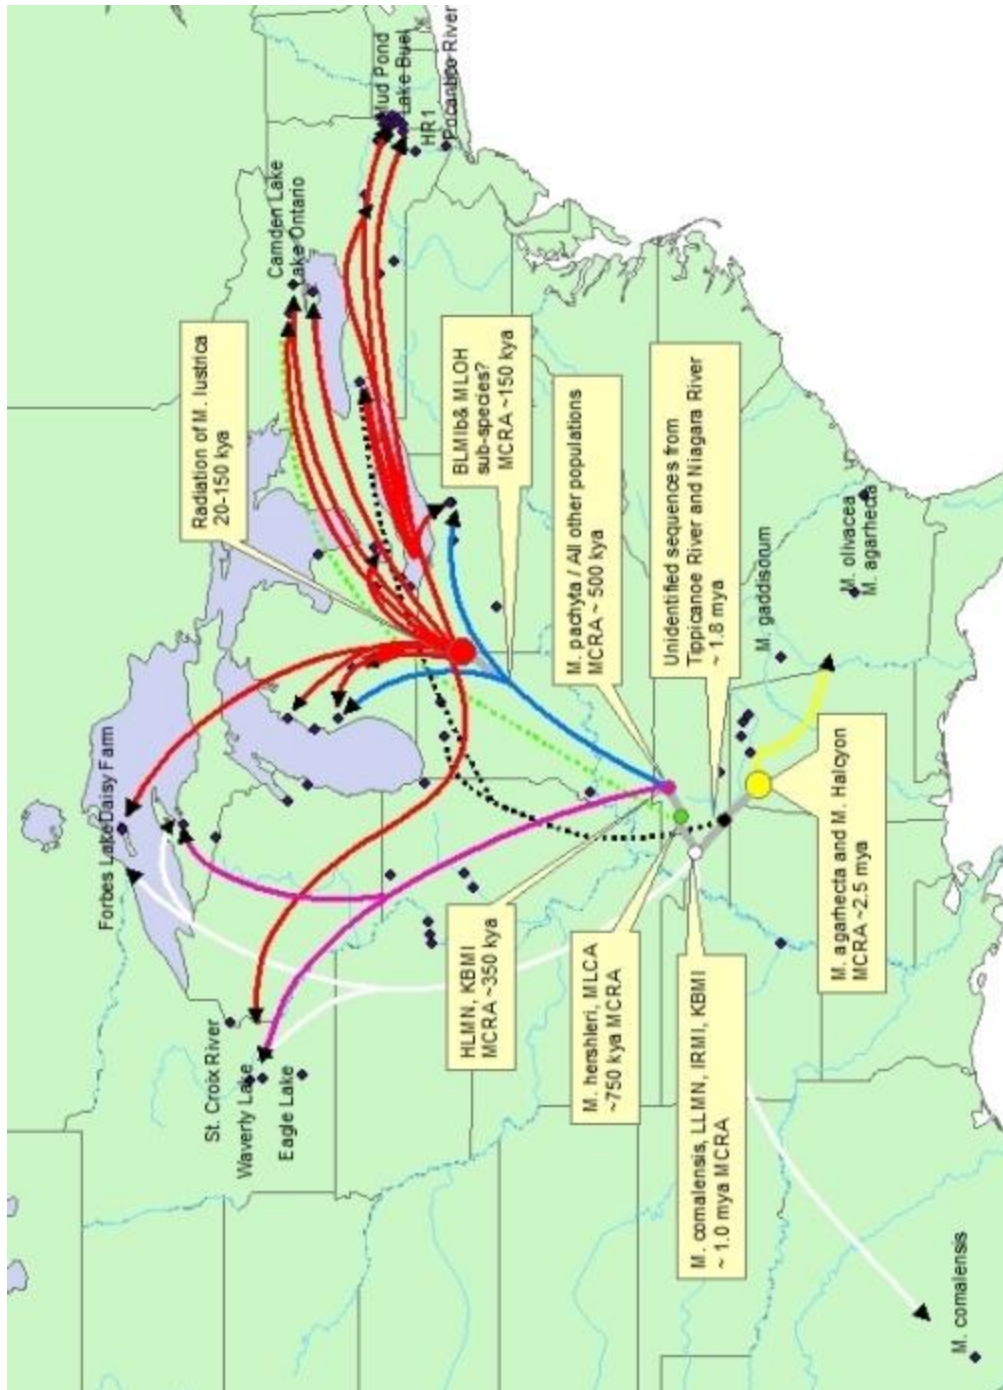 Mud Pond
Lake Buel
HR1
Pocantico River
Camden Lake
Lake Ontario
Radiation of M. lustrica
20-150 kya
BLMIb& MLOH
sub-species?
MCRA ~150 kya
M. pachyta / All other populations
MCRA ~ 500 kya
Unidentified sequences from
Tippicanoe River and Niagara River
~ 1.8 mya
M. olivacea
M. agarhecta
M. gaddisorum
Forbes Lake
Daisy Farm
HLMN, KBMI
MCRA ~350 kya
M. hershleri, MLCA
~750 kya MCRA
M. comalensis, LLMN, IRMI, KBMI
~ 1.0 mya MCRA
M. agarhecta and M. Halcyon
MCRA ~2.5 mya
St. Croix River
Waverly Lake
Eagle Lake
M. comalensis